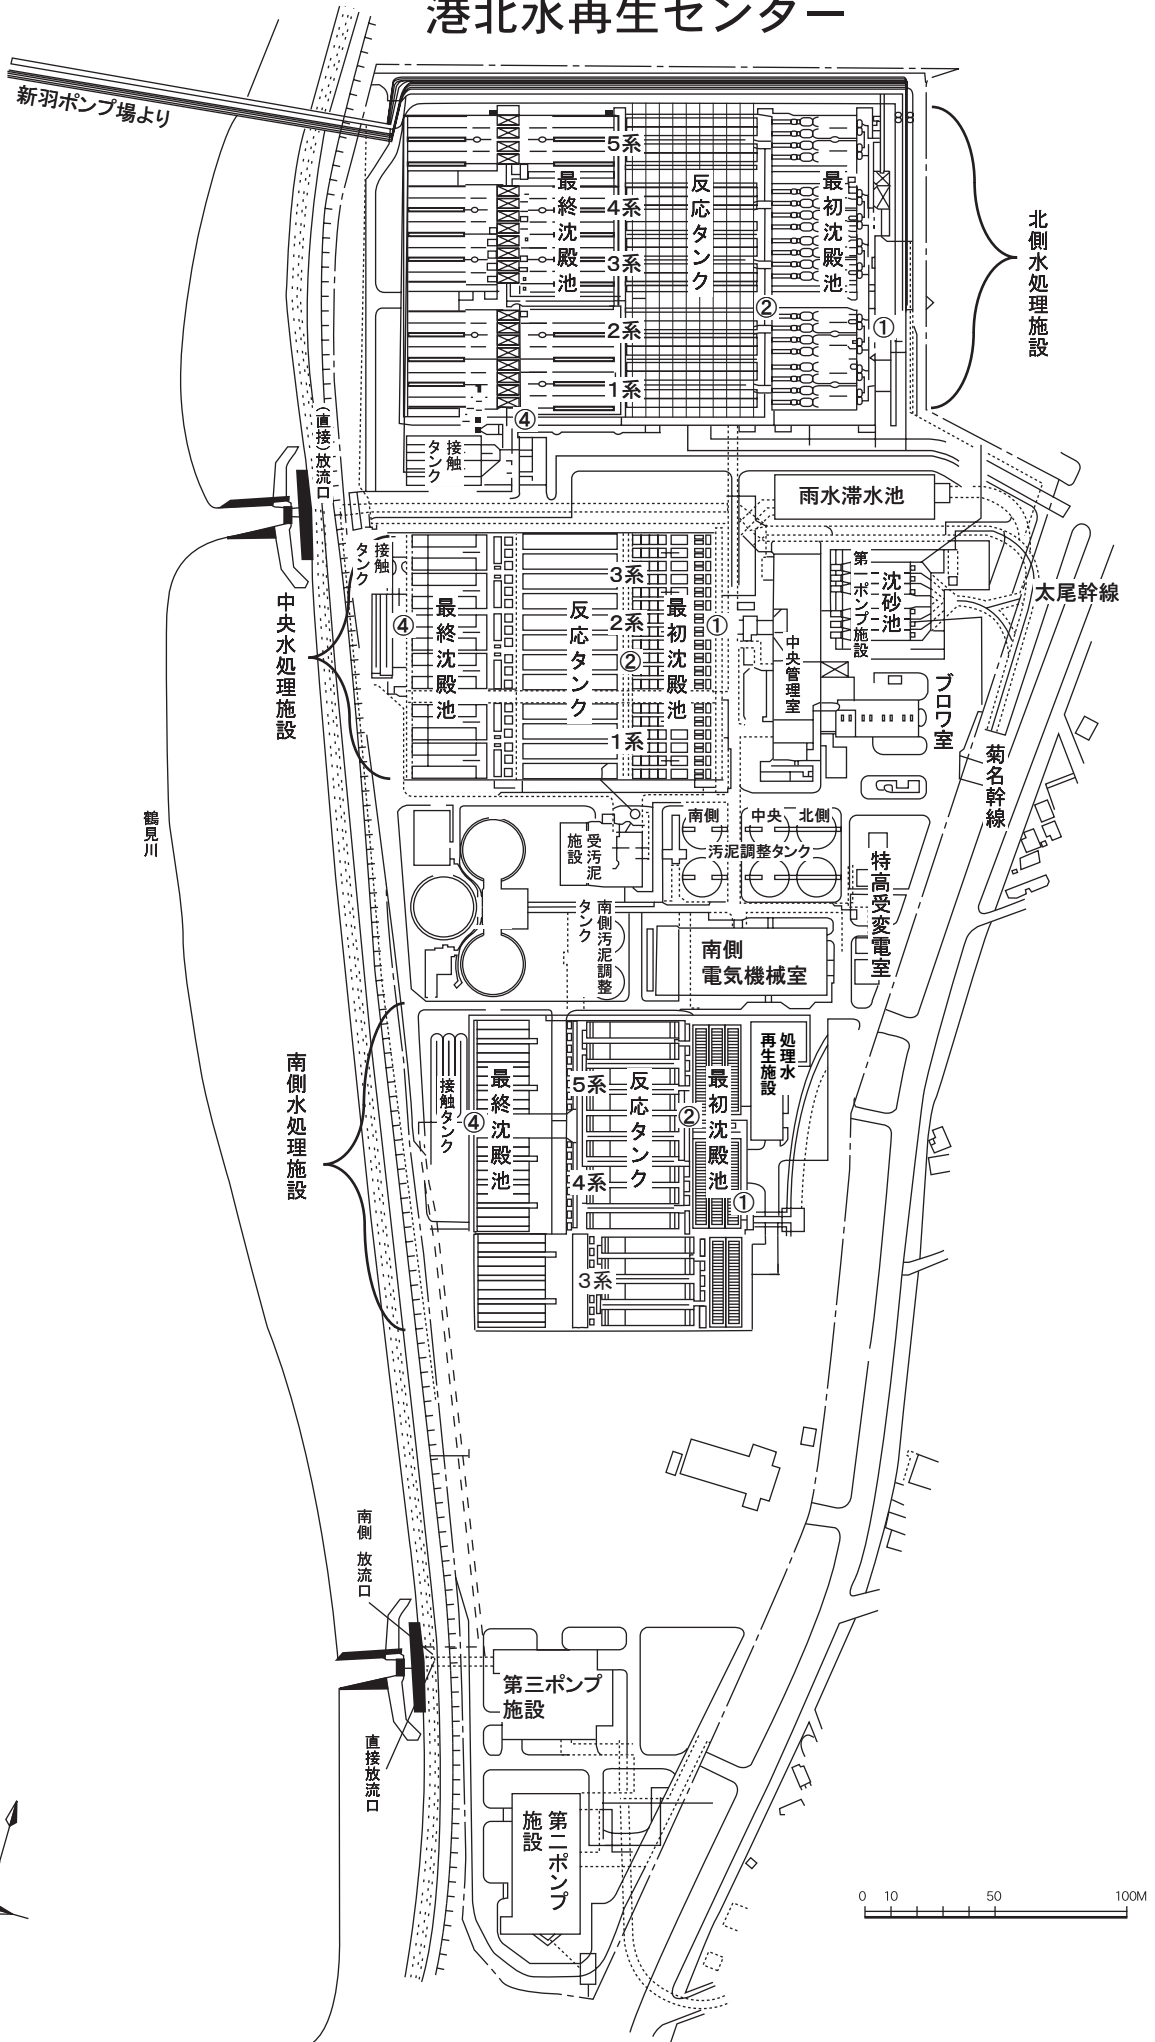 港北水再生センター
新羽ポンプ場より
5系
4系
3系
2系
1系
最終沈殿池
反応タンク
最初沈殿池
②
①
④
北側水処理施設
接触
タンク
(直接)放流口
雨水滞水池
接触
タンク
④
最終沈殿池
反応タンク
3系
2系
②
1系
最初沈殿池
①
中央水処理施設
第一ポンプ施設
沈砂池
太尾幹線
中央管理室
ブロワ室
菊名幹線
鶴見川
受汚泥
施設
南側
中央
北側
汚泥調整タンク
特高受変電室
南側汚泥調整
タンク
南側
電気機械室
南側水処理施設
接触タンク
④
最終沈殿池
5系
4系
3系
反応タンク
②
最初沈殿池
①
処理水
再生施設
南側 放流口
第三ポンプ
施設
直接放流口
第二ポンプ
施設
0 10 50 100M